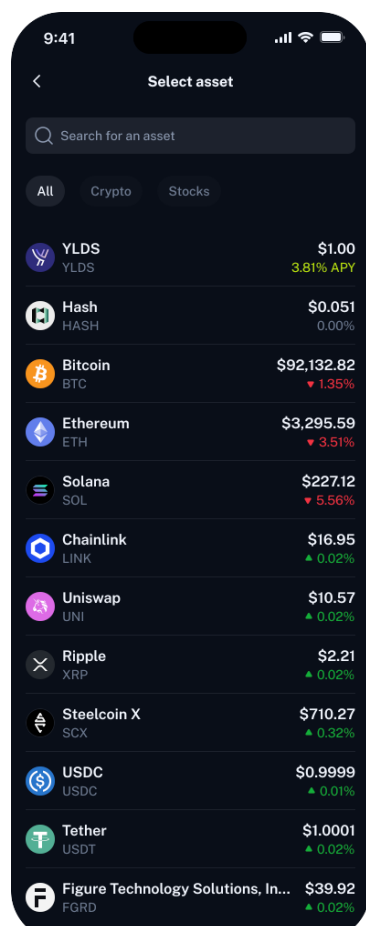 9:41
Select asset
Search for an asset
All Crypto Stocks
YLDS $1.00
YLDS 3.81% APY
Hash $0.051
HASH 0.00%
Bitcoin $92,132.82
BTC ▼ 1.35%
Ethereum $3,295.59
ETH ▼ 3.51%
Solana $227.12
SOL ▼ 5.56%
Chainlink $16.95
LINK ▲ 0.02%
Uniswap $10.57
UNI ▲ 0.02%
Ripple $2.21
XRP ▲ 0.02%
Steelcoin X $710.27
SCX ▲ 0.32%
USDC $0.9999
USDC ▲ 0.01%
Tether $1.0001
USDT ▲ 0.02%
Figure Technology Solutions, In... $39.92
FGRD ▲ 0.02%